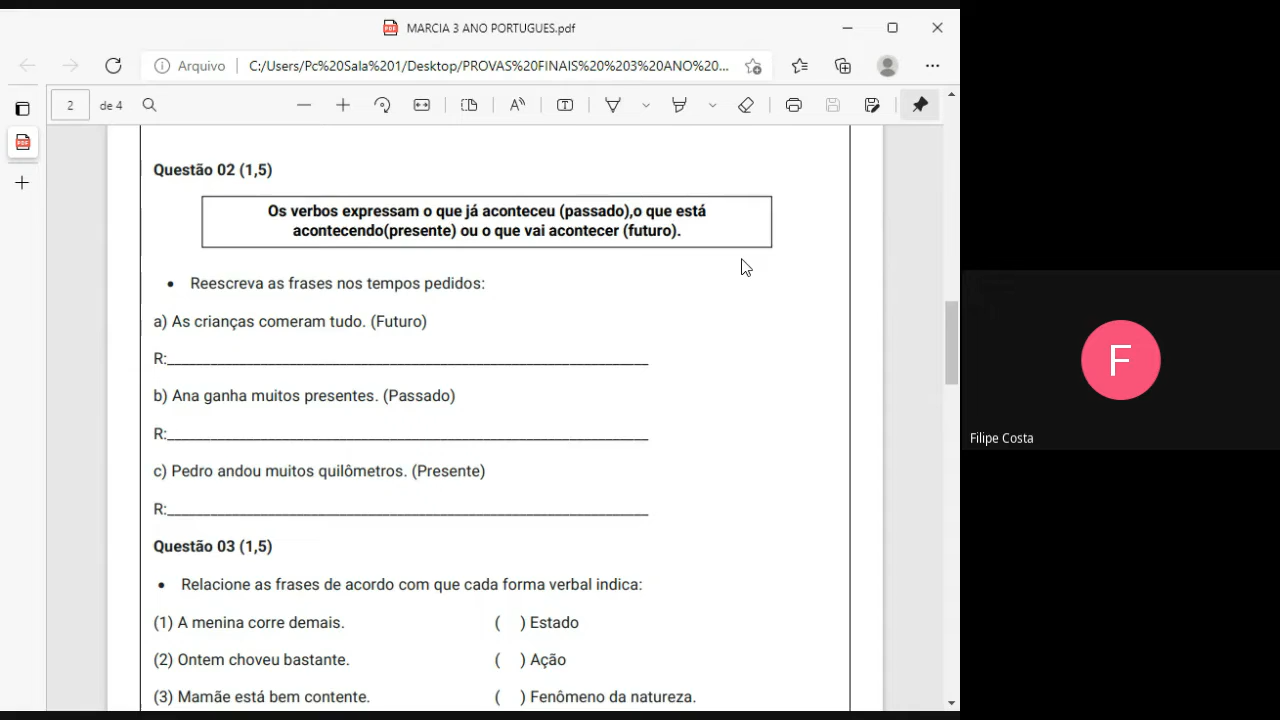 MARCIA 3 ANO PORTUGUES.pdf
Arquivo
C:/Users/Pc%20Sala%201/Desktop/PROVAS%20FINAIS%20%203%20ANO%20...
2 de 4
Questão 02 (1,5)
Os verbos expressam o que já aconteceu (passado),o que está
acontecendo(presente) ou o que vai acontecer (futuro).
• Reescreva as frases nos tempos pedidos:
a) As crianças comeram tudo. (Futuro)
R:______________________________________________________
b) Ana ganha muitos presentes. (Passado)
R:______________________________________________________
c) Pedro andou muitos quilômetros. (Presente)
R:______________________________________________________
Questão 03 (1,5)
• Relacione as frases de acordo com que cada forma verbal indica:
(1) A menina corre demais. ( ) Estado
(2) Ontem choveu bastante. ( ) Ação
(3) Mamãe está bem contente. ( ) Fenômeno da natureza.
F
Filipe Costa